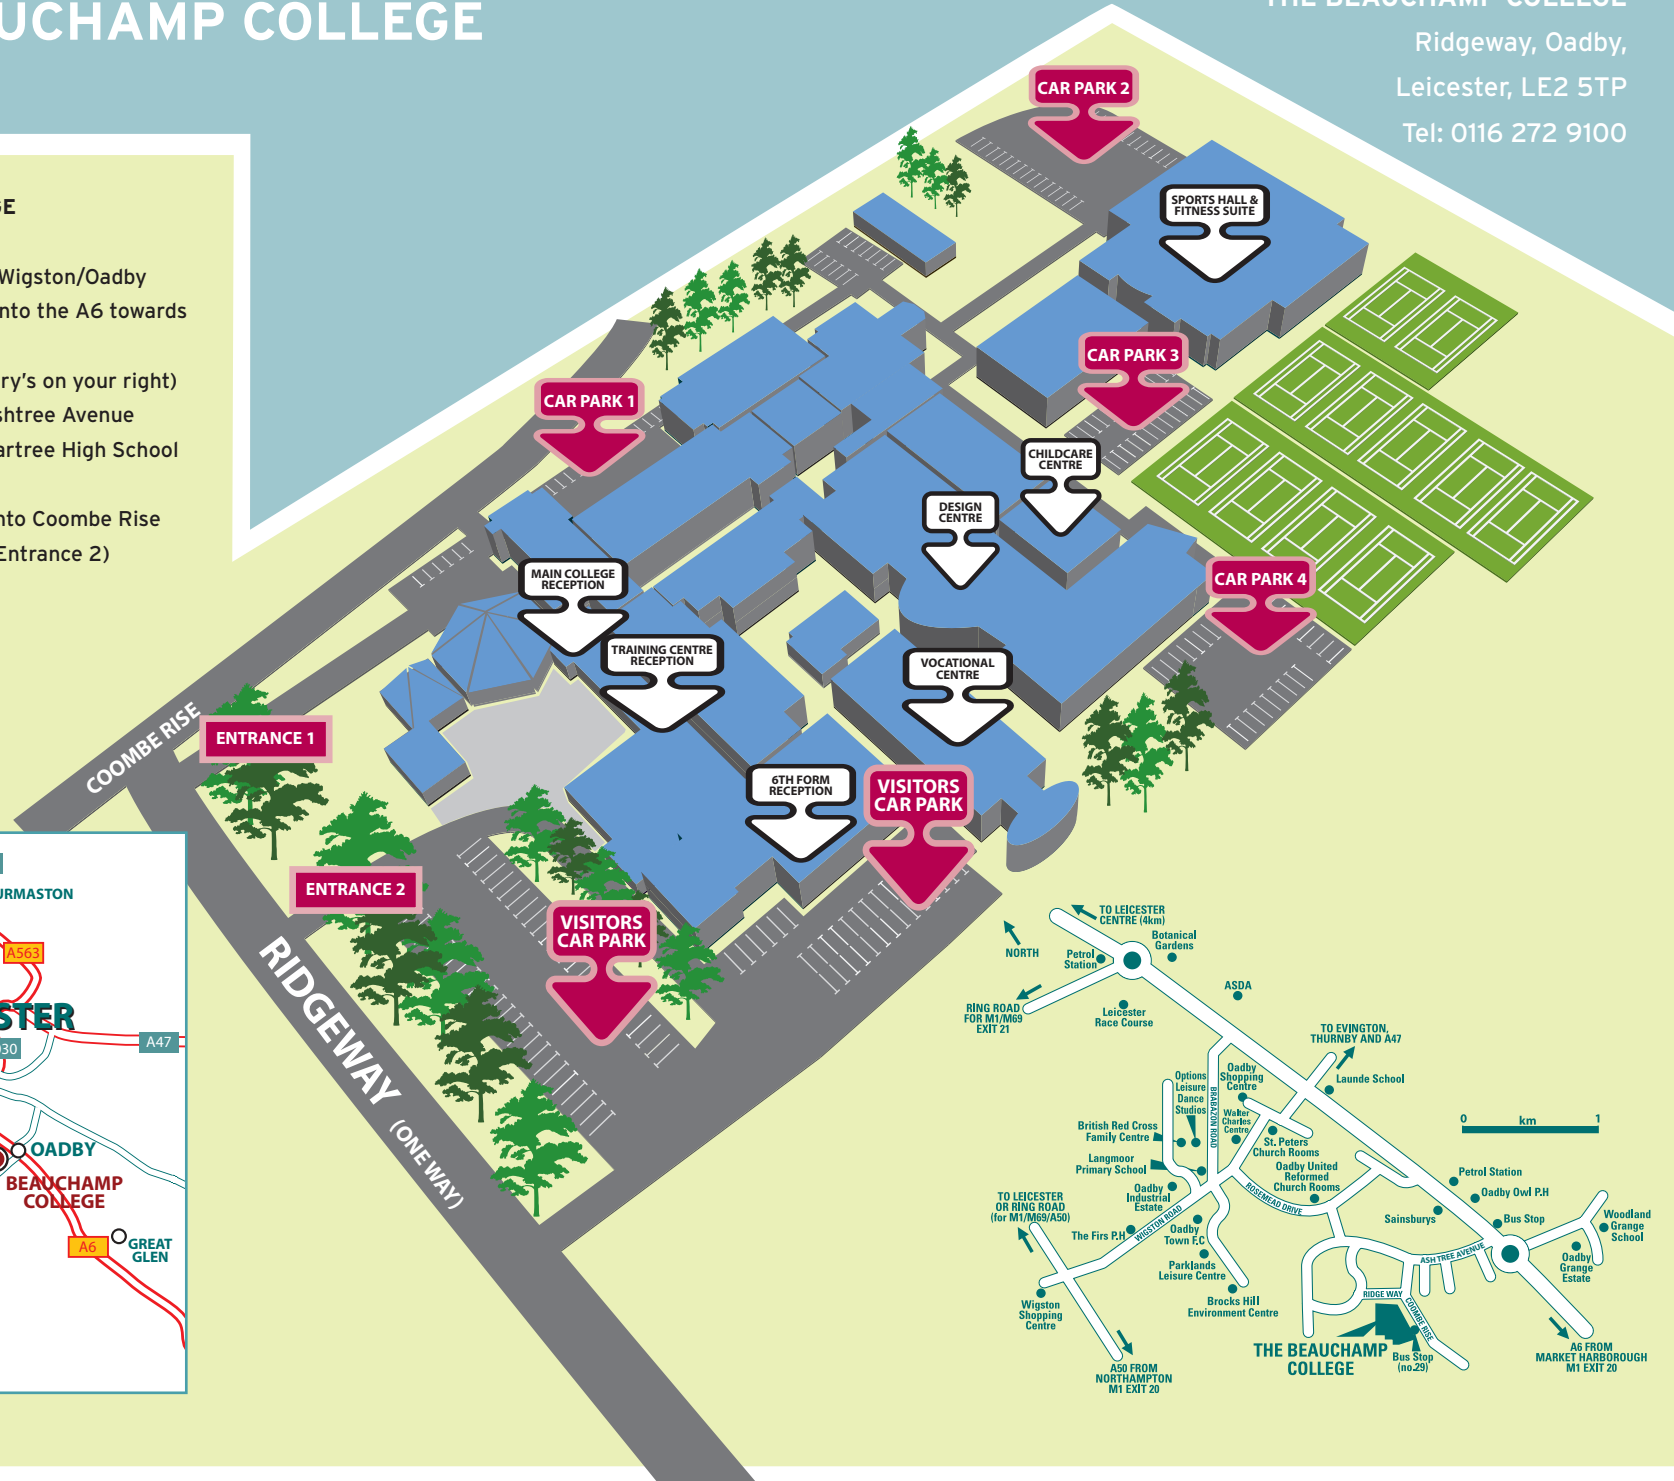 UCHAMP COLLEGE
THE BEAUCHAMP COLLEGE
Ridgeway, Oadby,
Leicester, LE2 5TP
Tel: 0116 272 9100
GE
Wigston/Oadby
nto the A6 towards
ry's on your right)
shtree Avenue
artree High School
nto Coombe Rise
Entrance 2)
CAR PARK 2
SPORTS HALL &
FITNESS SUITE
CAR PARK 3
CAR PARK 1
CHILDCARE
CENTRE
DESIGN
CENTRE
MAIN COLLEGE
RECEPTION
CAR PARK 4
TRAINING CENTRE
RECEPTION
VOCATIONAL
CENTRE
COOMBE RISE
ENTRANCE 1
6TH FORM
RECEPTION
VISITORS
CAR PARK
ENTRANCE 2
VISITORS
CAR PARK
RIDGEWAY (ONE WAY)
URMASTON
A563
STER
030
A47
OADBY
BEAUCHAMP
COLLEGE
A6
GREAT
GLEN
TO LEICESTER
CENTRE (4km)
NORTH
Petrol
Station
Botanical
Gardens
RING ROAD
FOR M1/M69
EXIT 21
Leicester
Race Course
ASDA
TO EVINGTON,
THURNBY AND A47
Launde School
Options
Leisure
Dance
Studios
Oadby
Shopping
Centre
BRABAZON ROAD
Walter
Charles
Centre
British Red Cross
Family Centre
St. Peters
Church Rooms
Langmoor
Primary School
Oadby United
Reformed
Church Rooms
Oadby
Industrial
Estate
ROSEMEAD DRIVE
0 km 1
Petrol Station
Oadby Owl P.H
Sainsburys
Bus Stop
Woodland
Grange
School
TO LEICESTER
OR RING ROAD
(for M1/M69/A50)
The Firs P.H
WIGSTON ROAD
Oadby
Town F.C
Parklands
Leisure Centre
ASH TREE AVENUE
Oadby
Grange
Estate
Brocks Hill
Environment Centre
Wigston
Shopping
Centre
RIDGE WAY
COOMBE RISE
THE BEAUCHAMP
COLLEGE
Bus Stop
(no.29)
A50 FROM
NORTHAMPTON
M1 EXIT 20
A6 FROM
MARKET HARBOROUGH
M1 EXIT 20